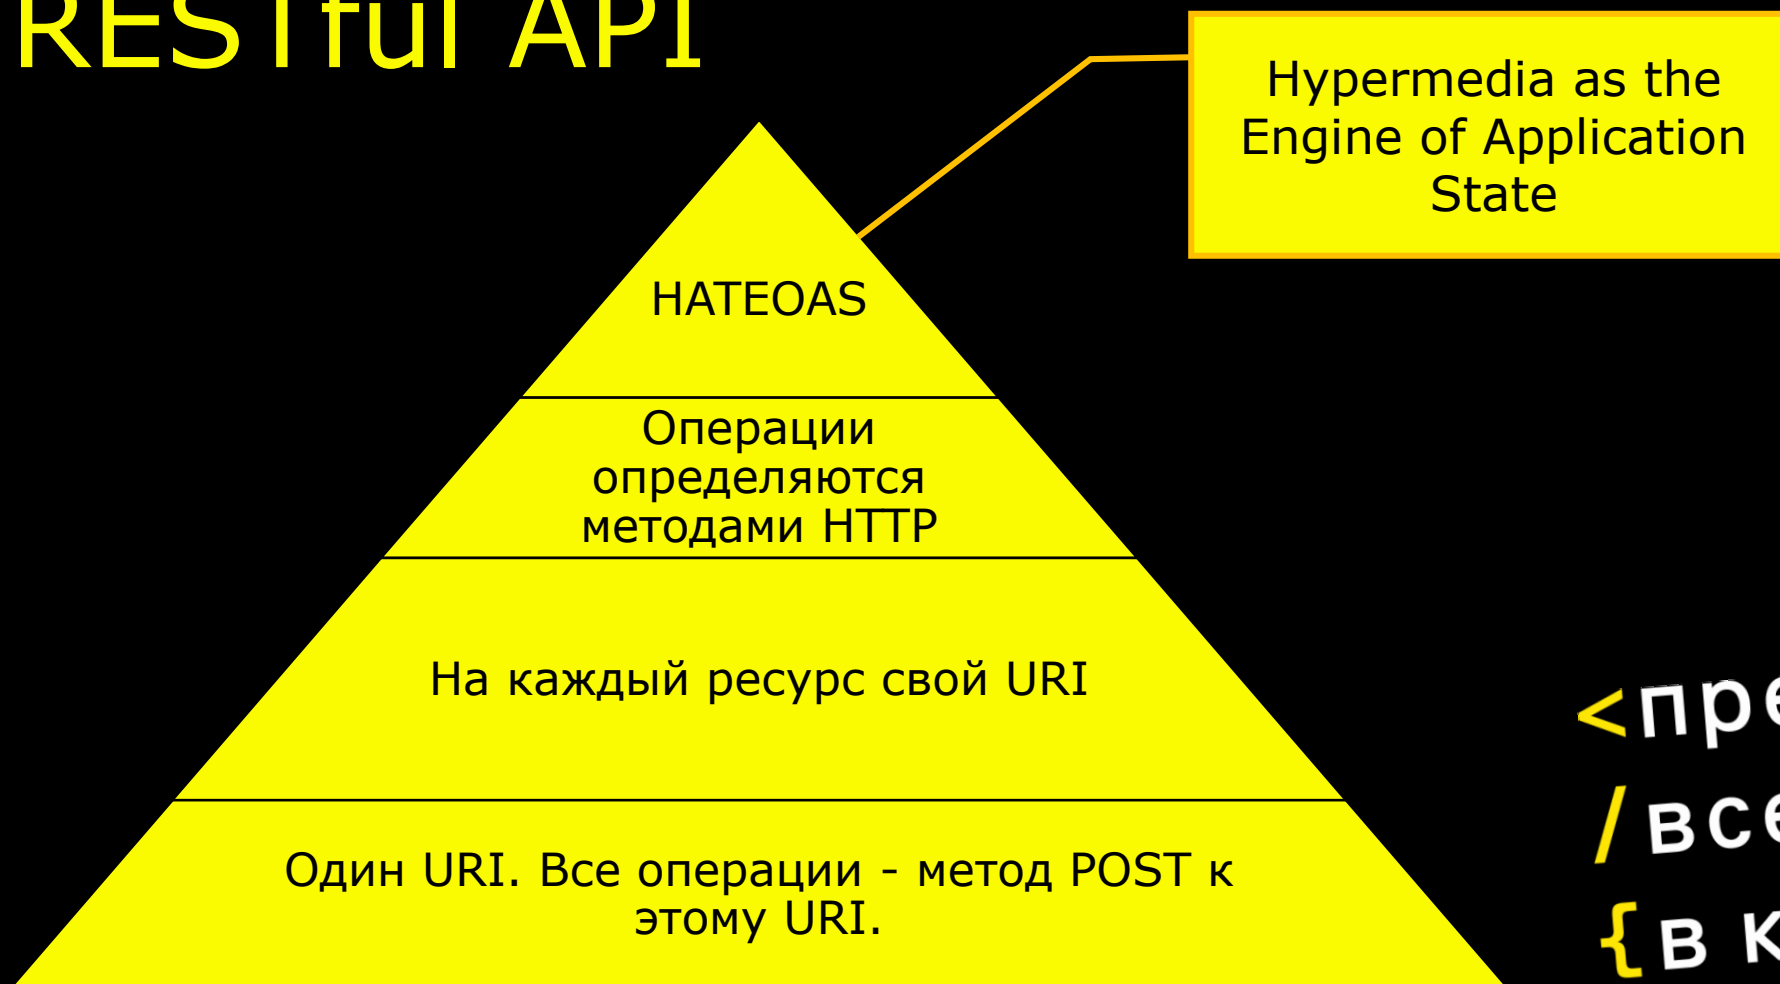 RESTful API
Hypermedia as the
Engine of Application
State
HATEOAS
Операции
определяются
методами HTTP
На каждый ресурс свой URI
Один URI. Все операции - метод POST к
этому URI.
<
/
{в